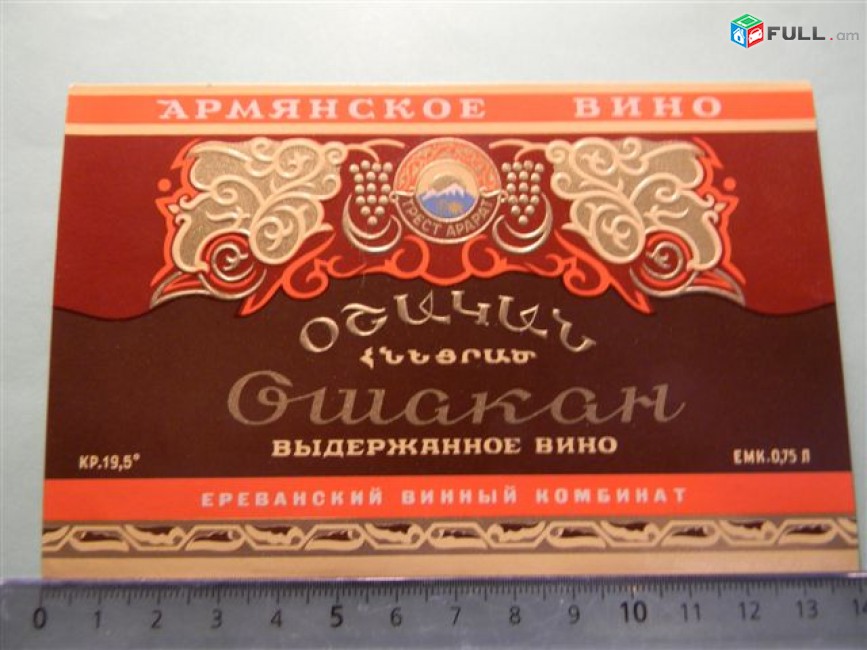 FULL.am
АРМЯНСКОЕ ВИНО
ТРЕСТ АРАРАТ
ՕՇԱԿԱՆ
ՀՆԵՑՐԱԾ
Ошакан
ВЫДЕРЖАННОЕ ВИНО
КР.19,5° ЕМК.0,75 Л
ЕРЕВАНСКИЙ ВИННЫЙ КОМБИНАТ
0 1 2 3 4 5 6 7 8 9 10 11 12 13 14